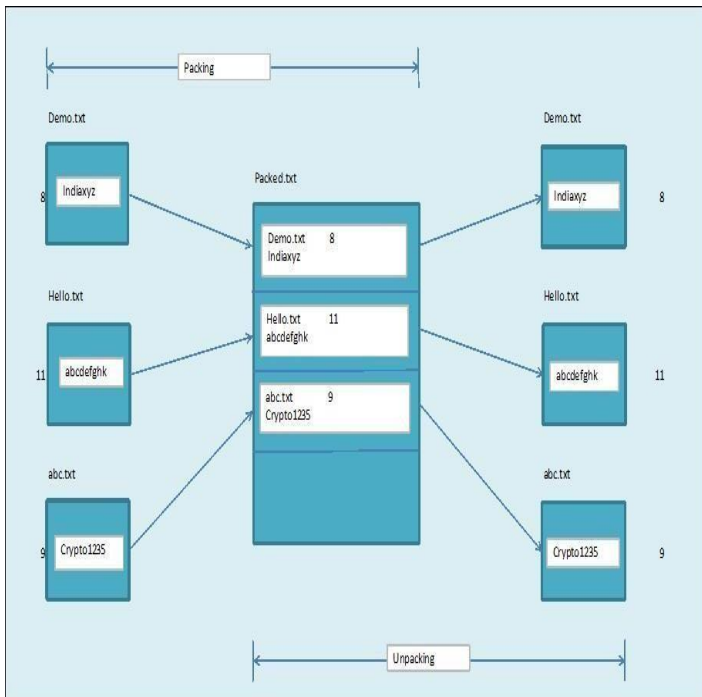 Packing
Demo.txt
8
Indiaxyz
Hello.txt
11
abcdefghk
abc.txt
9
Crypto1235
Packed.txt
Demo.txt 8
Indiaxyz
Hello.txt 11
abcdefghk
abc.txt 9
Crypto1235
Demo.txt
Indiaxyz
8
Hello.txt
abcdefghk
11
abc.txt
Crypto1235
9
Unpacking